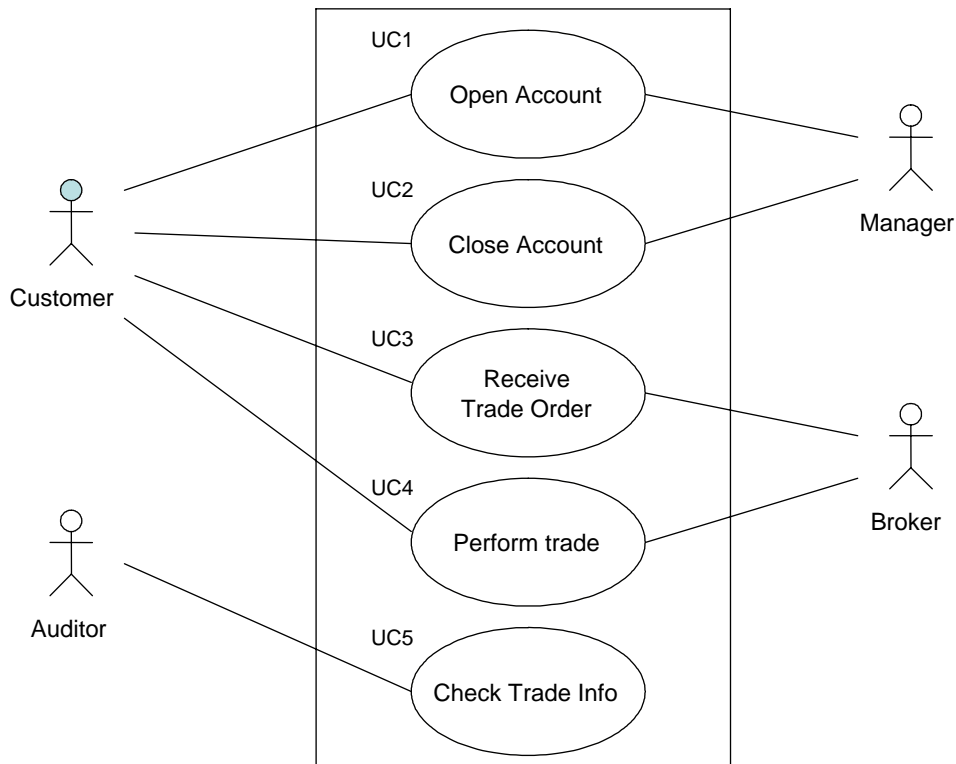 UC1
Open Account
Manager
UC2
Close Account
Customer
UC3
Receive
Trade Order
Broker
UC4
Perform trade
Auditor
UC5
Check Trade Info